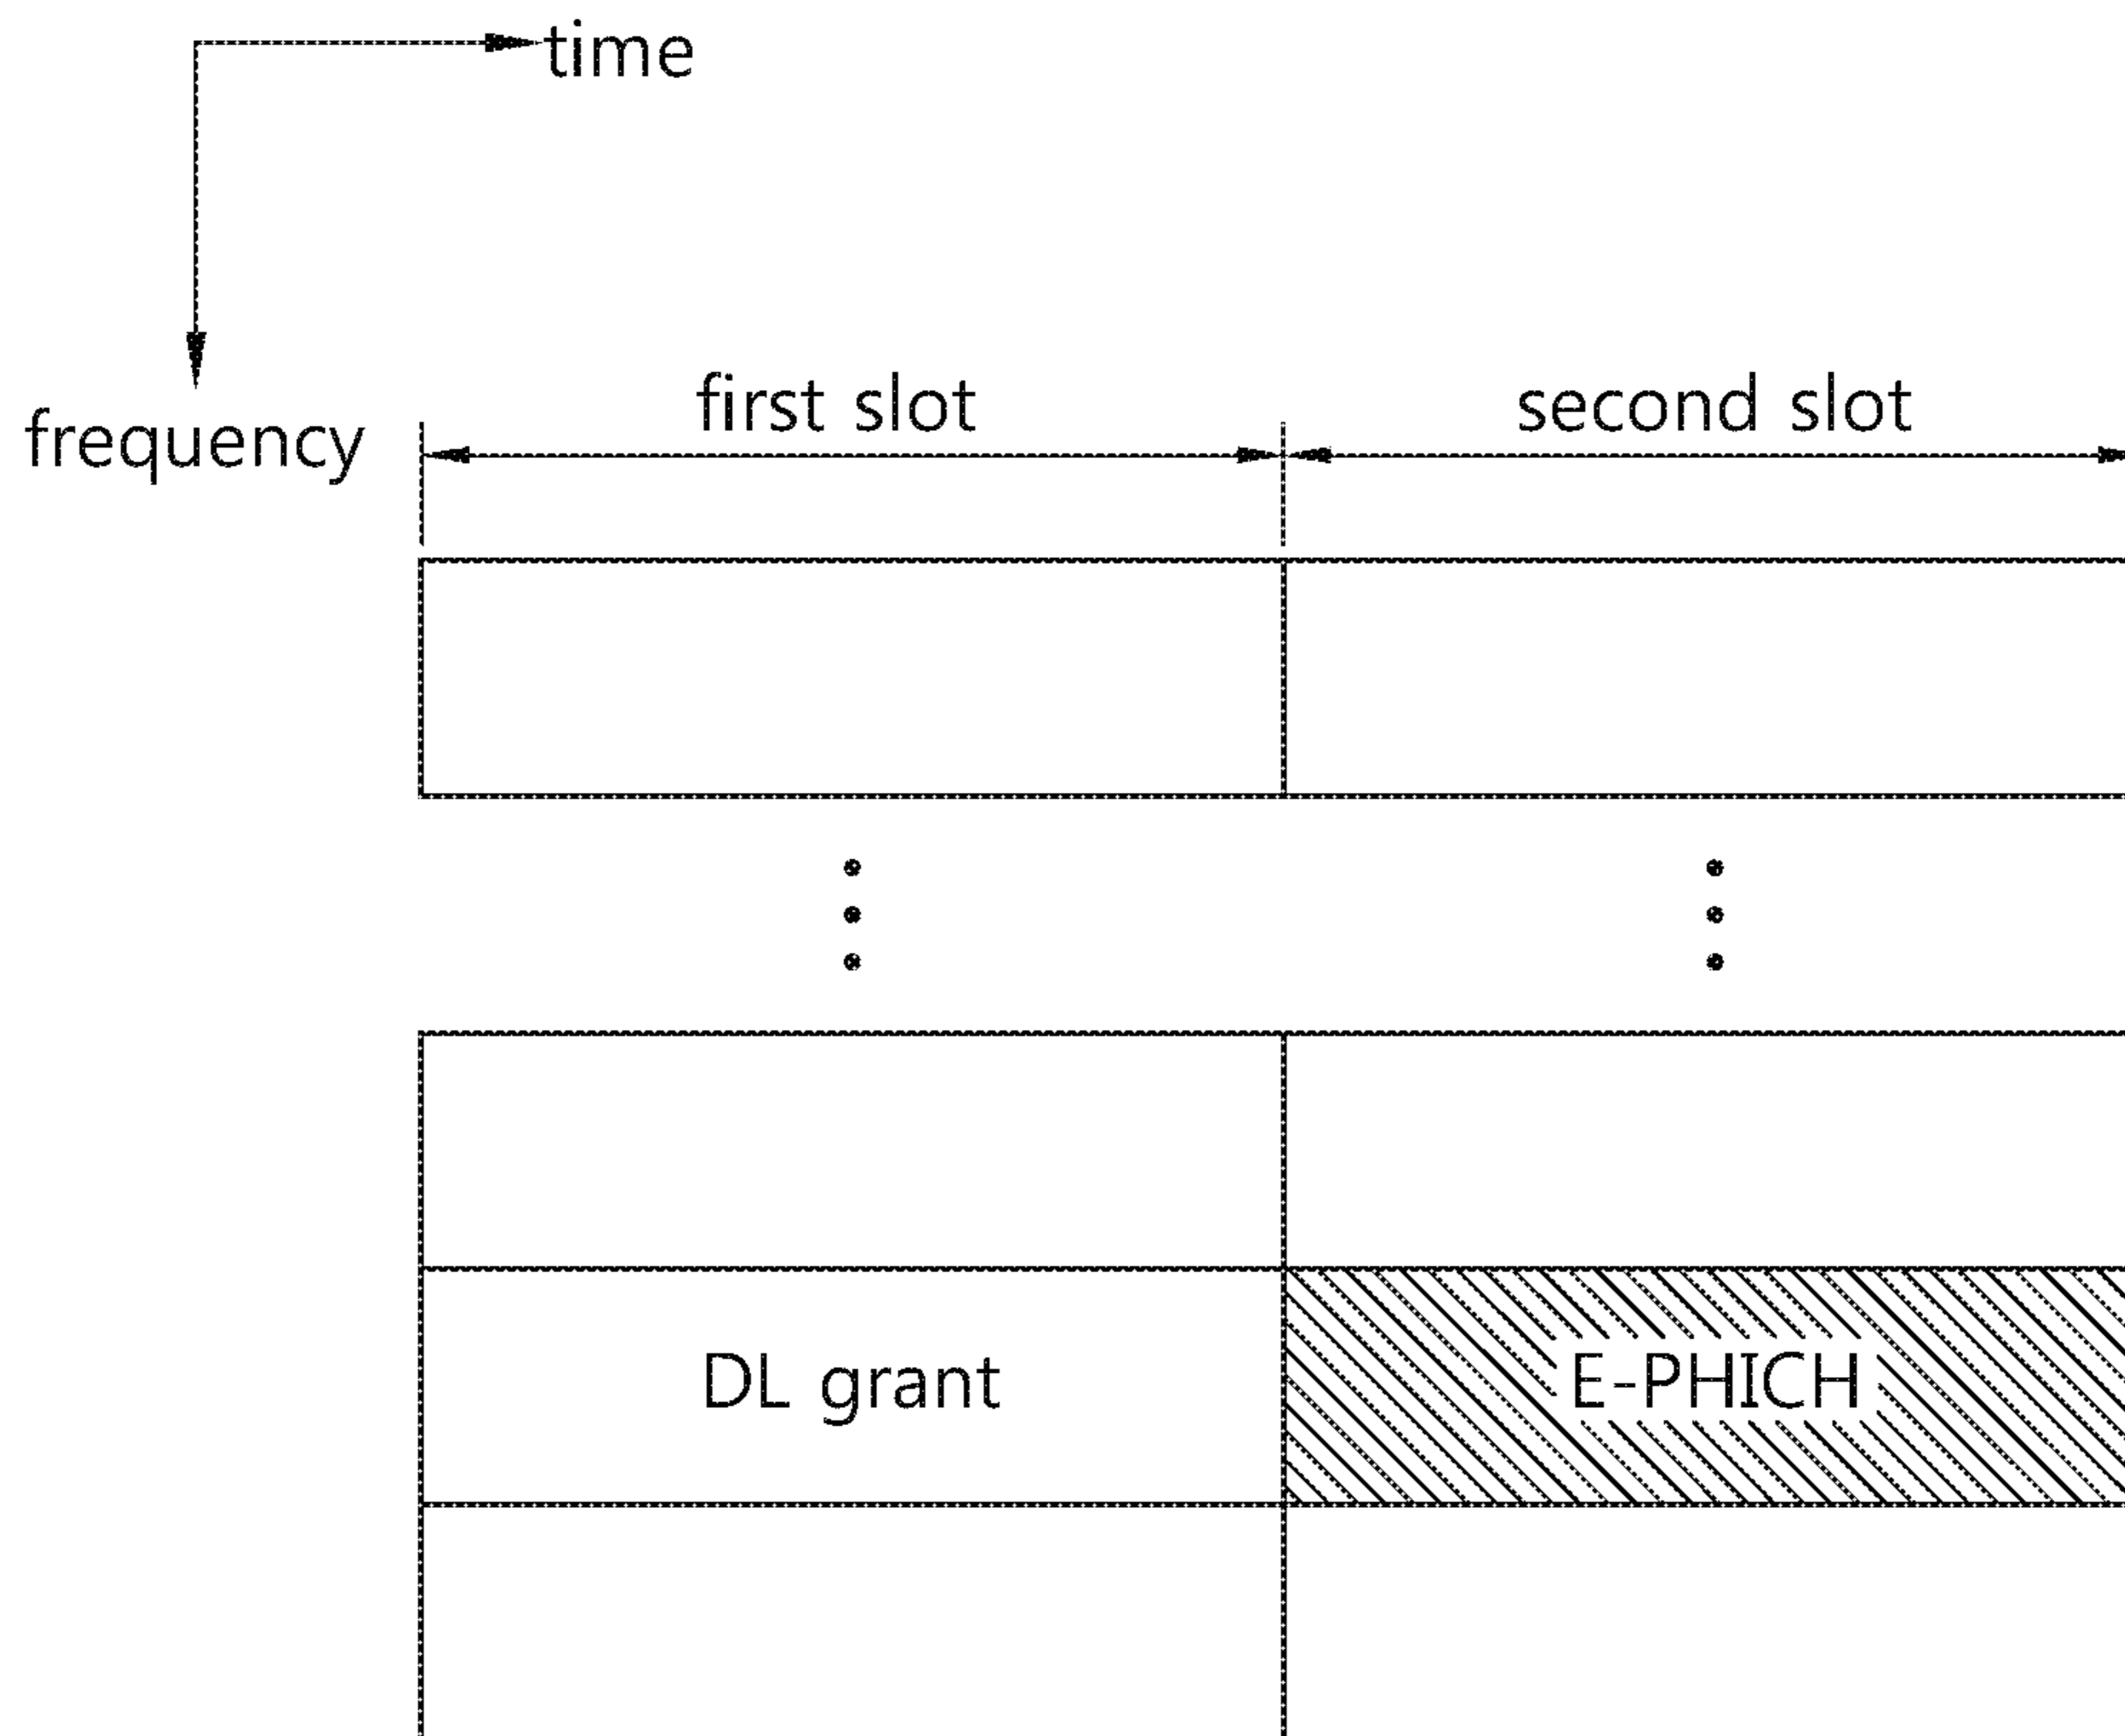 time
frequency
first slot
second slot
DL grant
E-PHICH